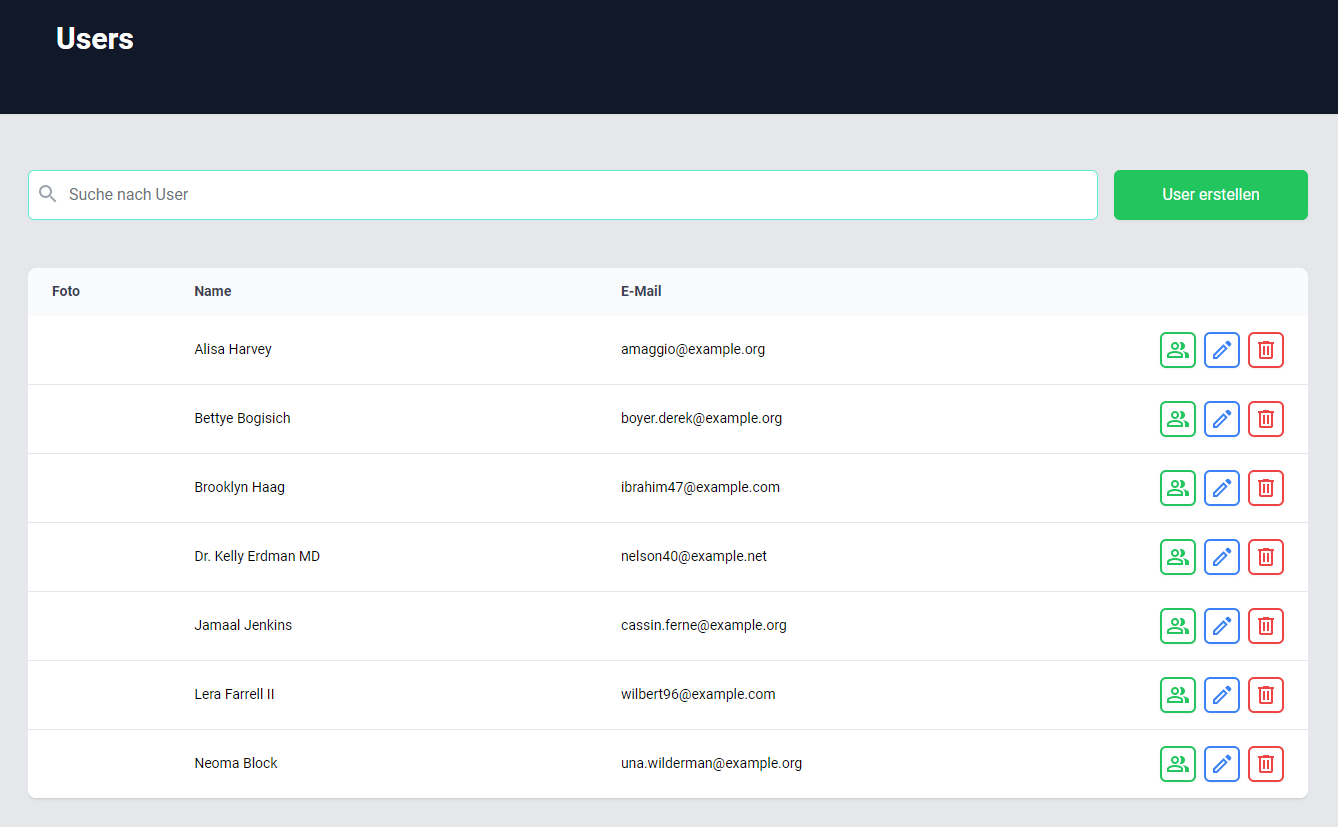 Users
Suche nach User
User erstellen
Foto Name E-Mail
Alisa Harvey amaggio@example.org
Bettye Bogisich boyer.derek@example.org
Brooklyn Haag ibrahim47@example.com
Dr. Kelly Erdman MD nelson40@example.net
Jamaal Jenkins cassin.ferne@example.org
Lera Farrell II wilbert96@example.com
Neoma Block una.wilderman@example.org